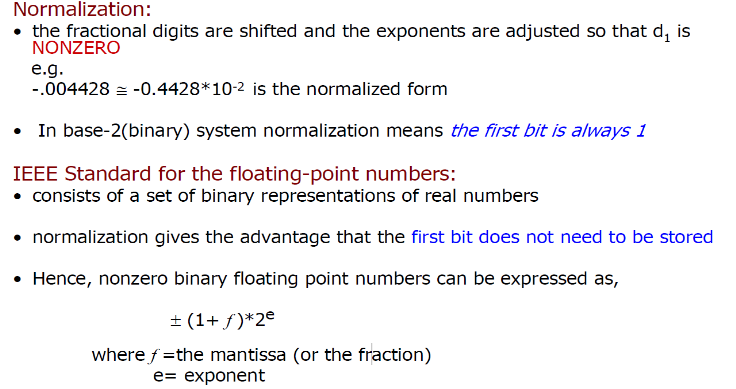 Normalization:
• the fractional digits are shifted and the exponents are adjusted so that d₁ is
NONZERO
e.g.
-.004428 ≅ -0.4428*10⁻² is the normalized form
• In base-2(binary) system normalization means the first bit is always 1
IEEE Standard for the floating-point numbers:
• consists of a set of binary representations of real numbers
• normalization gives the advantage that the first bit does not need to be stored
• Hence, nonzero binary floating point numbers can be expressed as,
± (1+ f)*2ᵉ
where f =the mantissa (or the fraction)
e= exponent